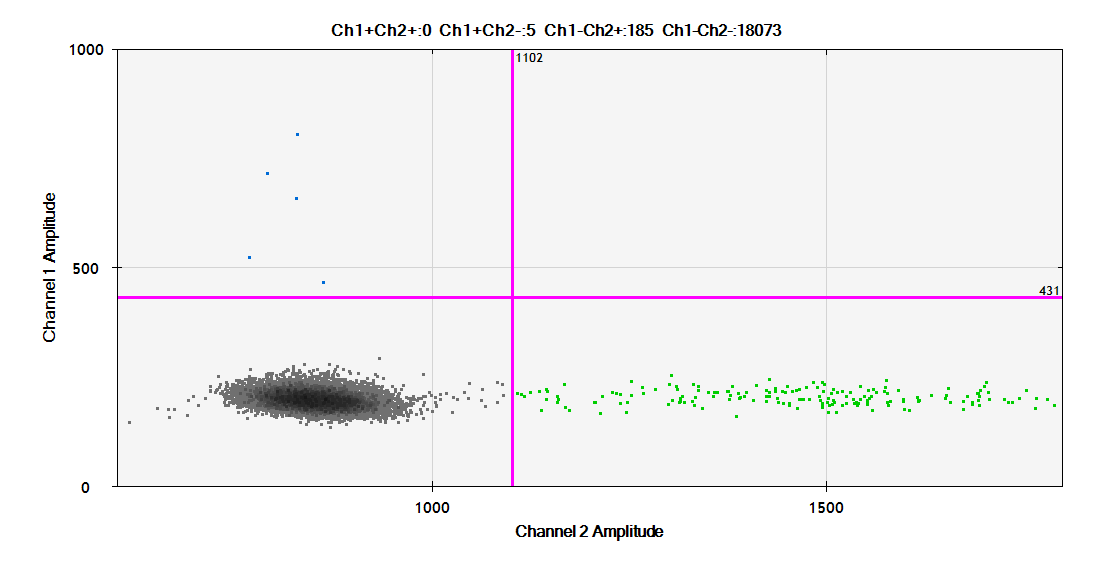 Ch1+Ch2+:0 Ch1+Ch2-:5 Ch1-Ch2+:185 Ch1-Ch2-:18073
1000
1102
Channel 1 Amplitude
500
431
0
1000 1500
Channel 2 Amplitude